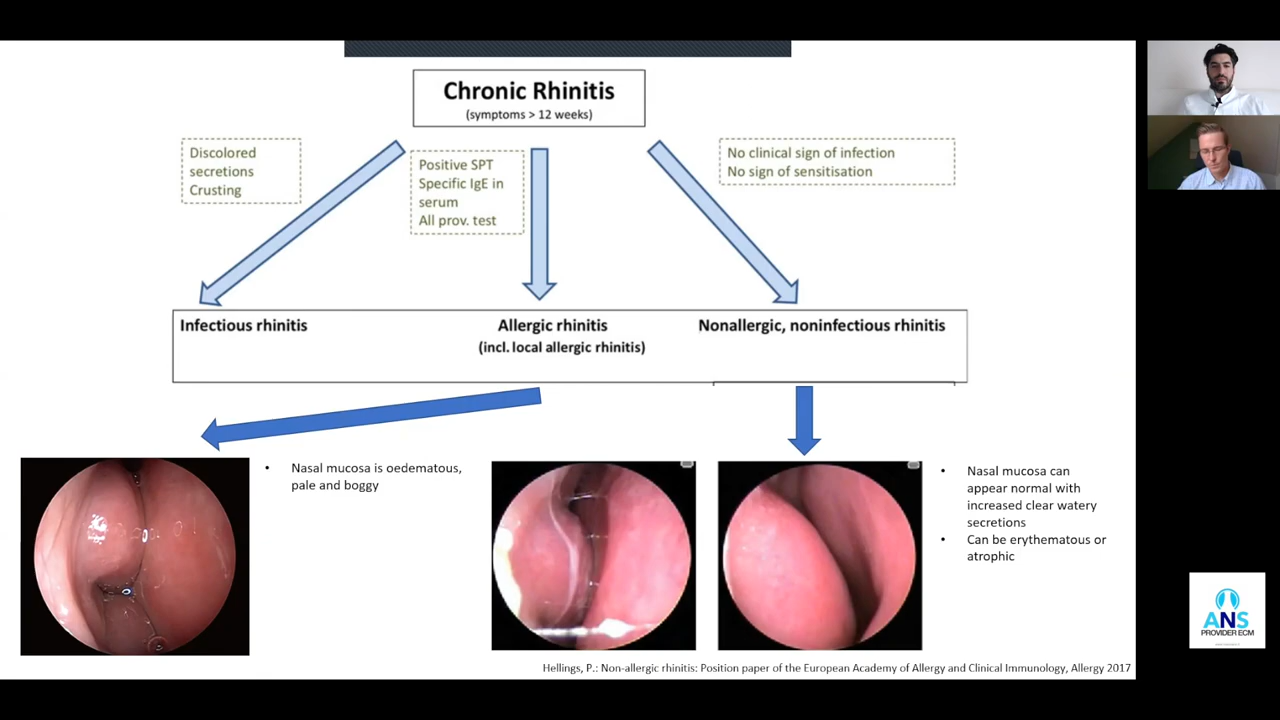 Chronic Rhinitis
(symptoms > 12 weeks)
Discolored
secretions
Crusting
Positive SPT
Specific IgE in
serum
All prov. test
No clinical sign of infection
No sign of sensitisation
Infectious rhinitis
Allergic rhinitis
(incl. local allergic rhinitis)
Nonallergic, noninfectious rhinitis
• Nasal mucosa is oedematous,
pale and boggy
• Nasal mucosa can
appear normal with
increased clear watery
secretions
• Can be erythematous or
atrophic
Hellings, P.: Non-allergic rhinitis: Position paper of the European Academy of Allergy and Clinical Immunology, Allergy 2017
ANS
PROVIDER ECM